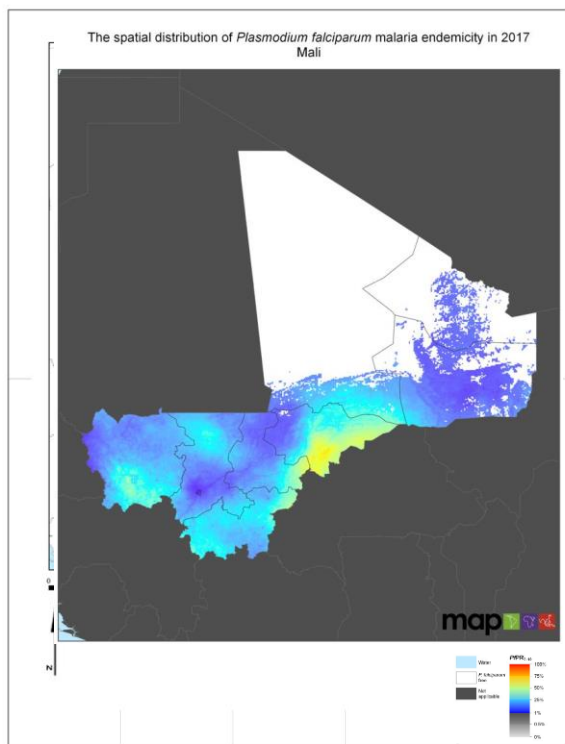 The spatial distribution of Plasmodium falciparum malaria endemicity in 2017
Mali
0
N
map
Water
P. falciparum
free
Not
applicable
100%
75%
50%
25%
1%
0%